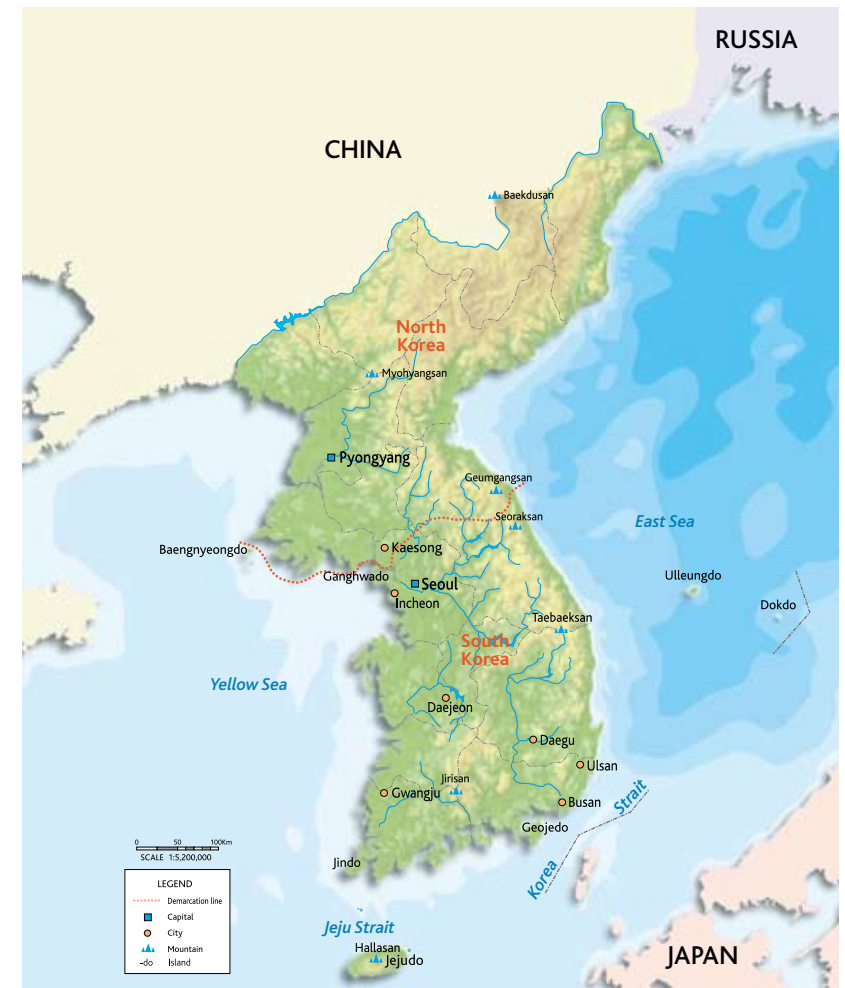 RUSSIA
CHINA
Baekdusan
North
Korea
Myohyangsan
Pyongyang
Geumgangsan
Seoraksan
East Sea
Kaesong
Baengnyeongdo
Ganghwado
Seoul
Ulleungdo
Incheon
Dokdo
Taebaeksan
South
Korea
Yellow Sea
Daejeon
Daegu
Ulsan
Jirisan
Gwangju
Busan
Korea Strait
Geojedo
0 50 100Km
SCALE 1:5,200,000
Jindo
LEGEND
Demarcation line
Capital
City
Mountain
-do Island
Jeju Strait
Hallasan
Jejudo
JAPAN